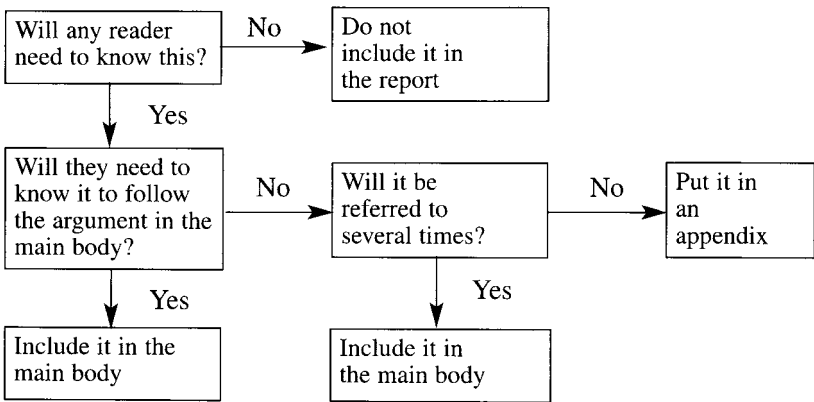 Will any reader
need to know this?
No
Do not
include it in
the report
Yes
Will they need to
know it to follow
the argument in the
main body?
No
Will it be
referred to
several times?
No
Put it in
an
appendix
Yes
Include it in the
main body
Yes
Include it in
the main body